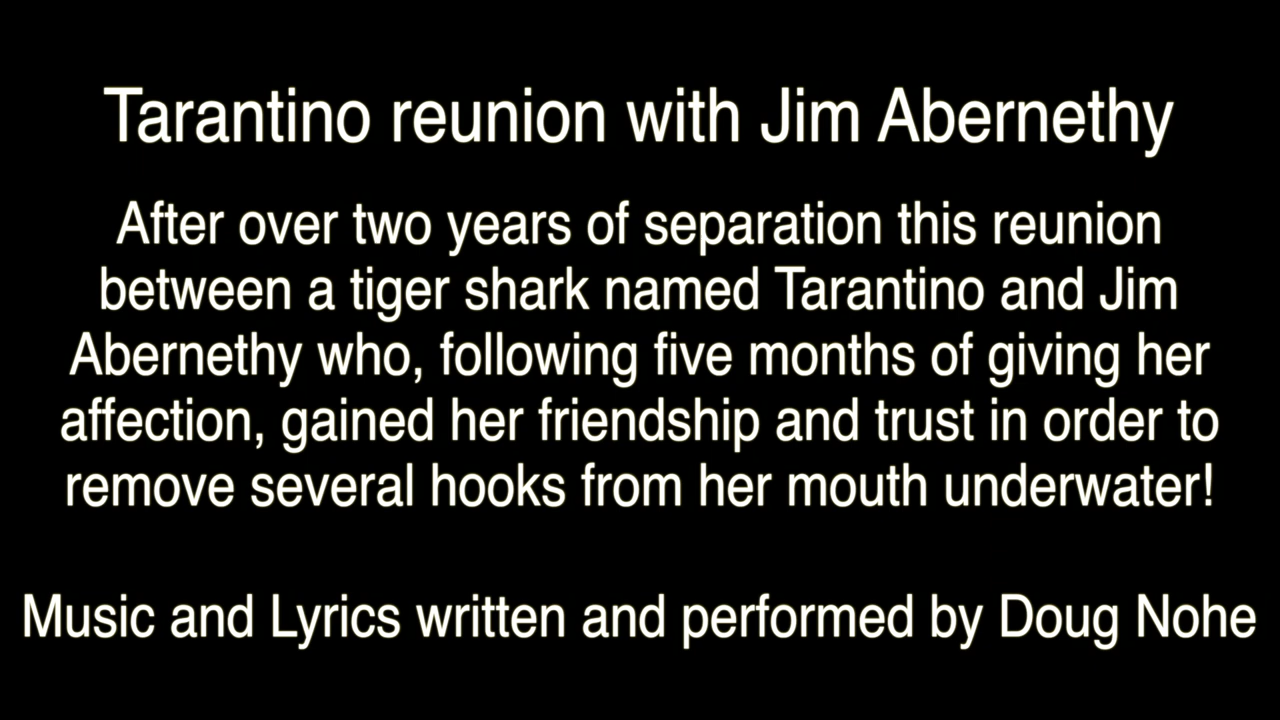 Tarantino reunion with Jim Abernethy
After over two years of separation this reunion
between a tiger shark named Tarantino and Jim
Abernethy who, following five months of giving her
affection, gained her friendship and trust in order to
remove several hooks from her mouth underwater!
Music and Lyrics written and performed by Doug Nohe